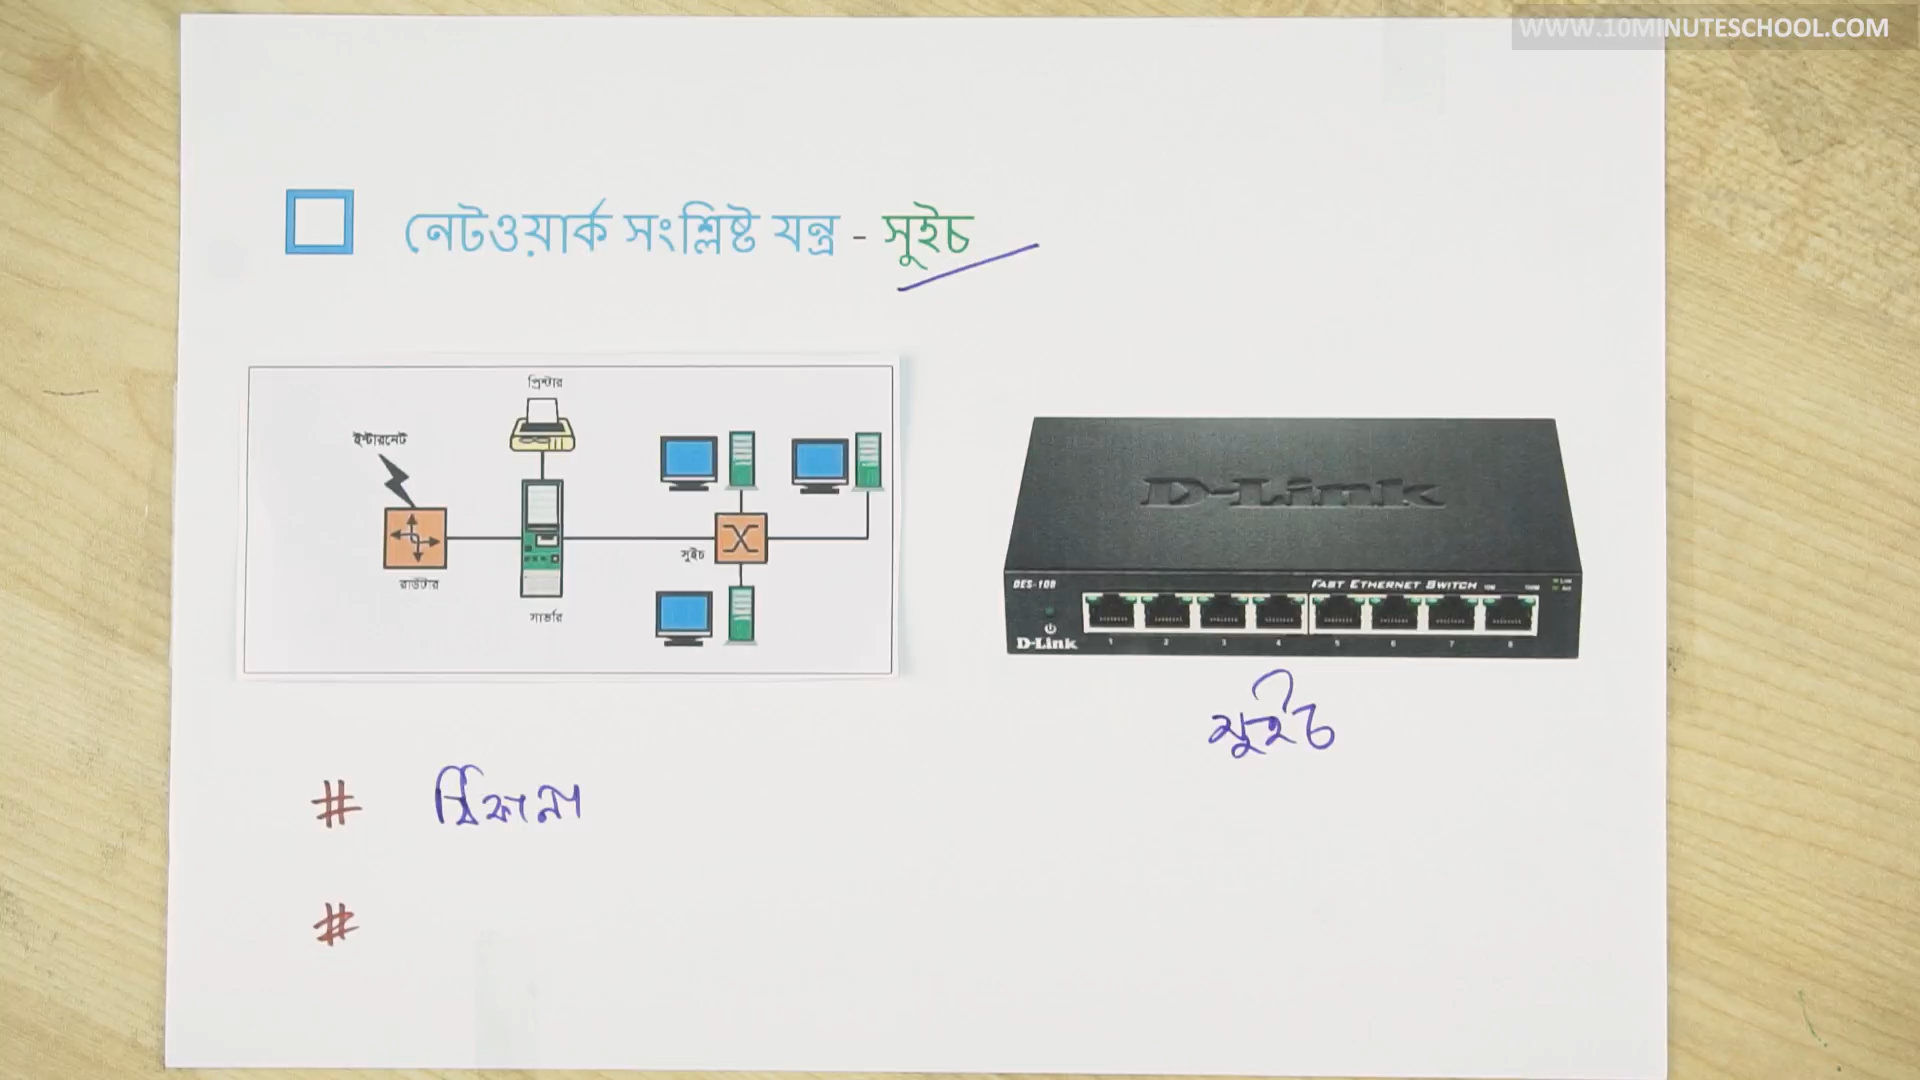 WWW.10MINUTESCHOOL.COM
নেটওয়ার্ক সংশ্লিষ্ট যন্ত্র - সুইচ
প্রিন্টার
ইন্টারনেট
সুইচ
রাউটার
সার্ভার
D-Link
DES-108
FAST ETHERNET SWITCH
D-Link
1 2 3 4 5 6 7 8
সুইচ
# ঠিকানা
#